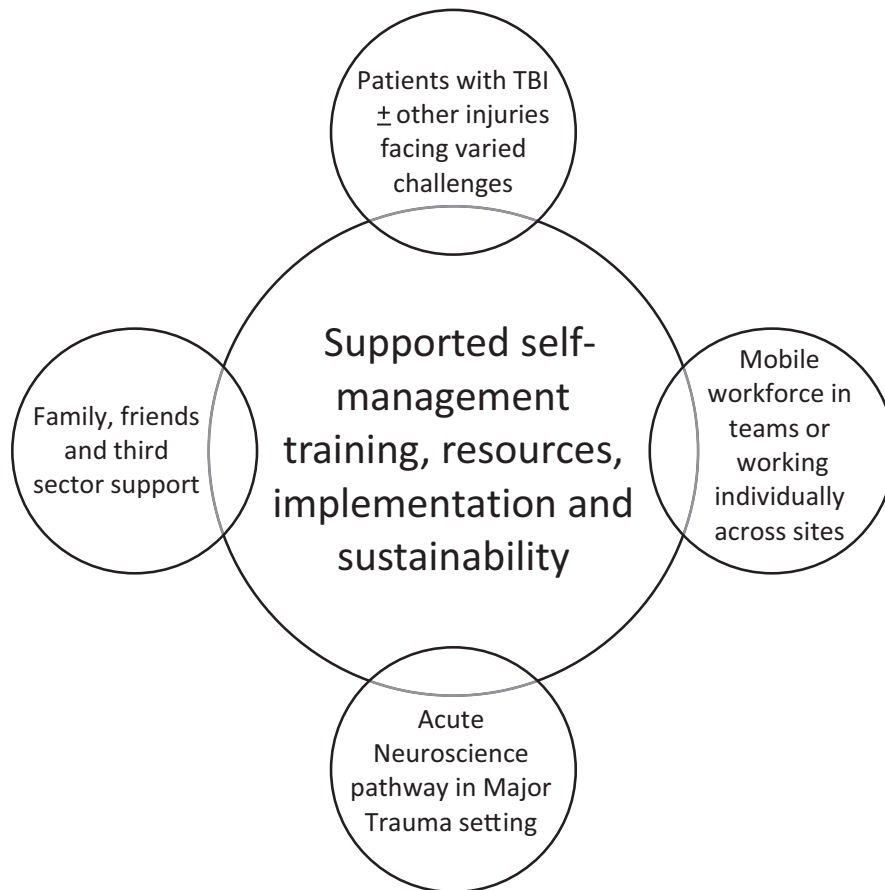 Patients with TBI
± other injuries
facing varied
challenges
Supported self-
management
training, resources,
implementation and
sustainability
Family, friends
and third
sector support
Mobile
workforce in
teams or
working
individually
across sites
Acute
Neuroscience
pathway in Major
Trauma setting